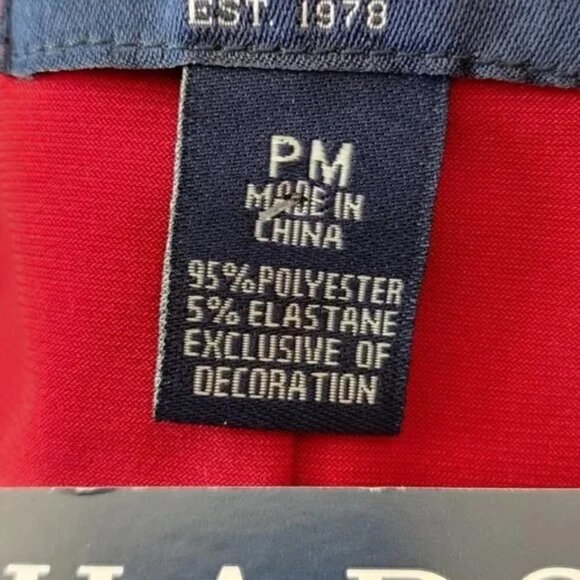 EST. 1978
PM
MADE IN
CHINA
95% POLYESTER
5% ELASTANE
EXCLUSIVE OF
DECORATION